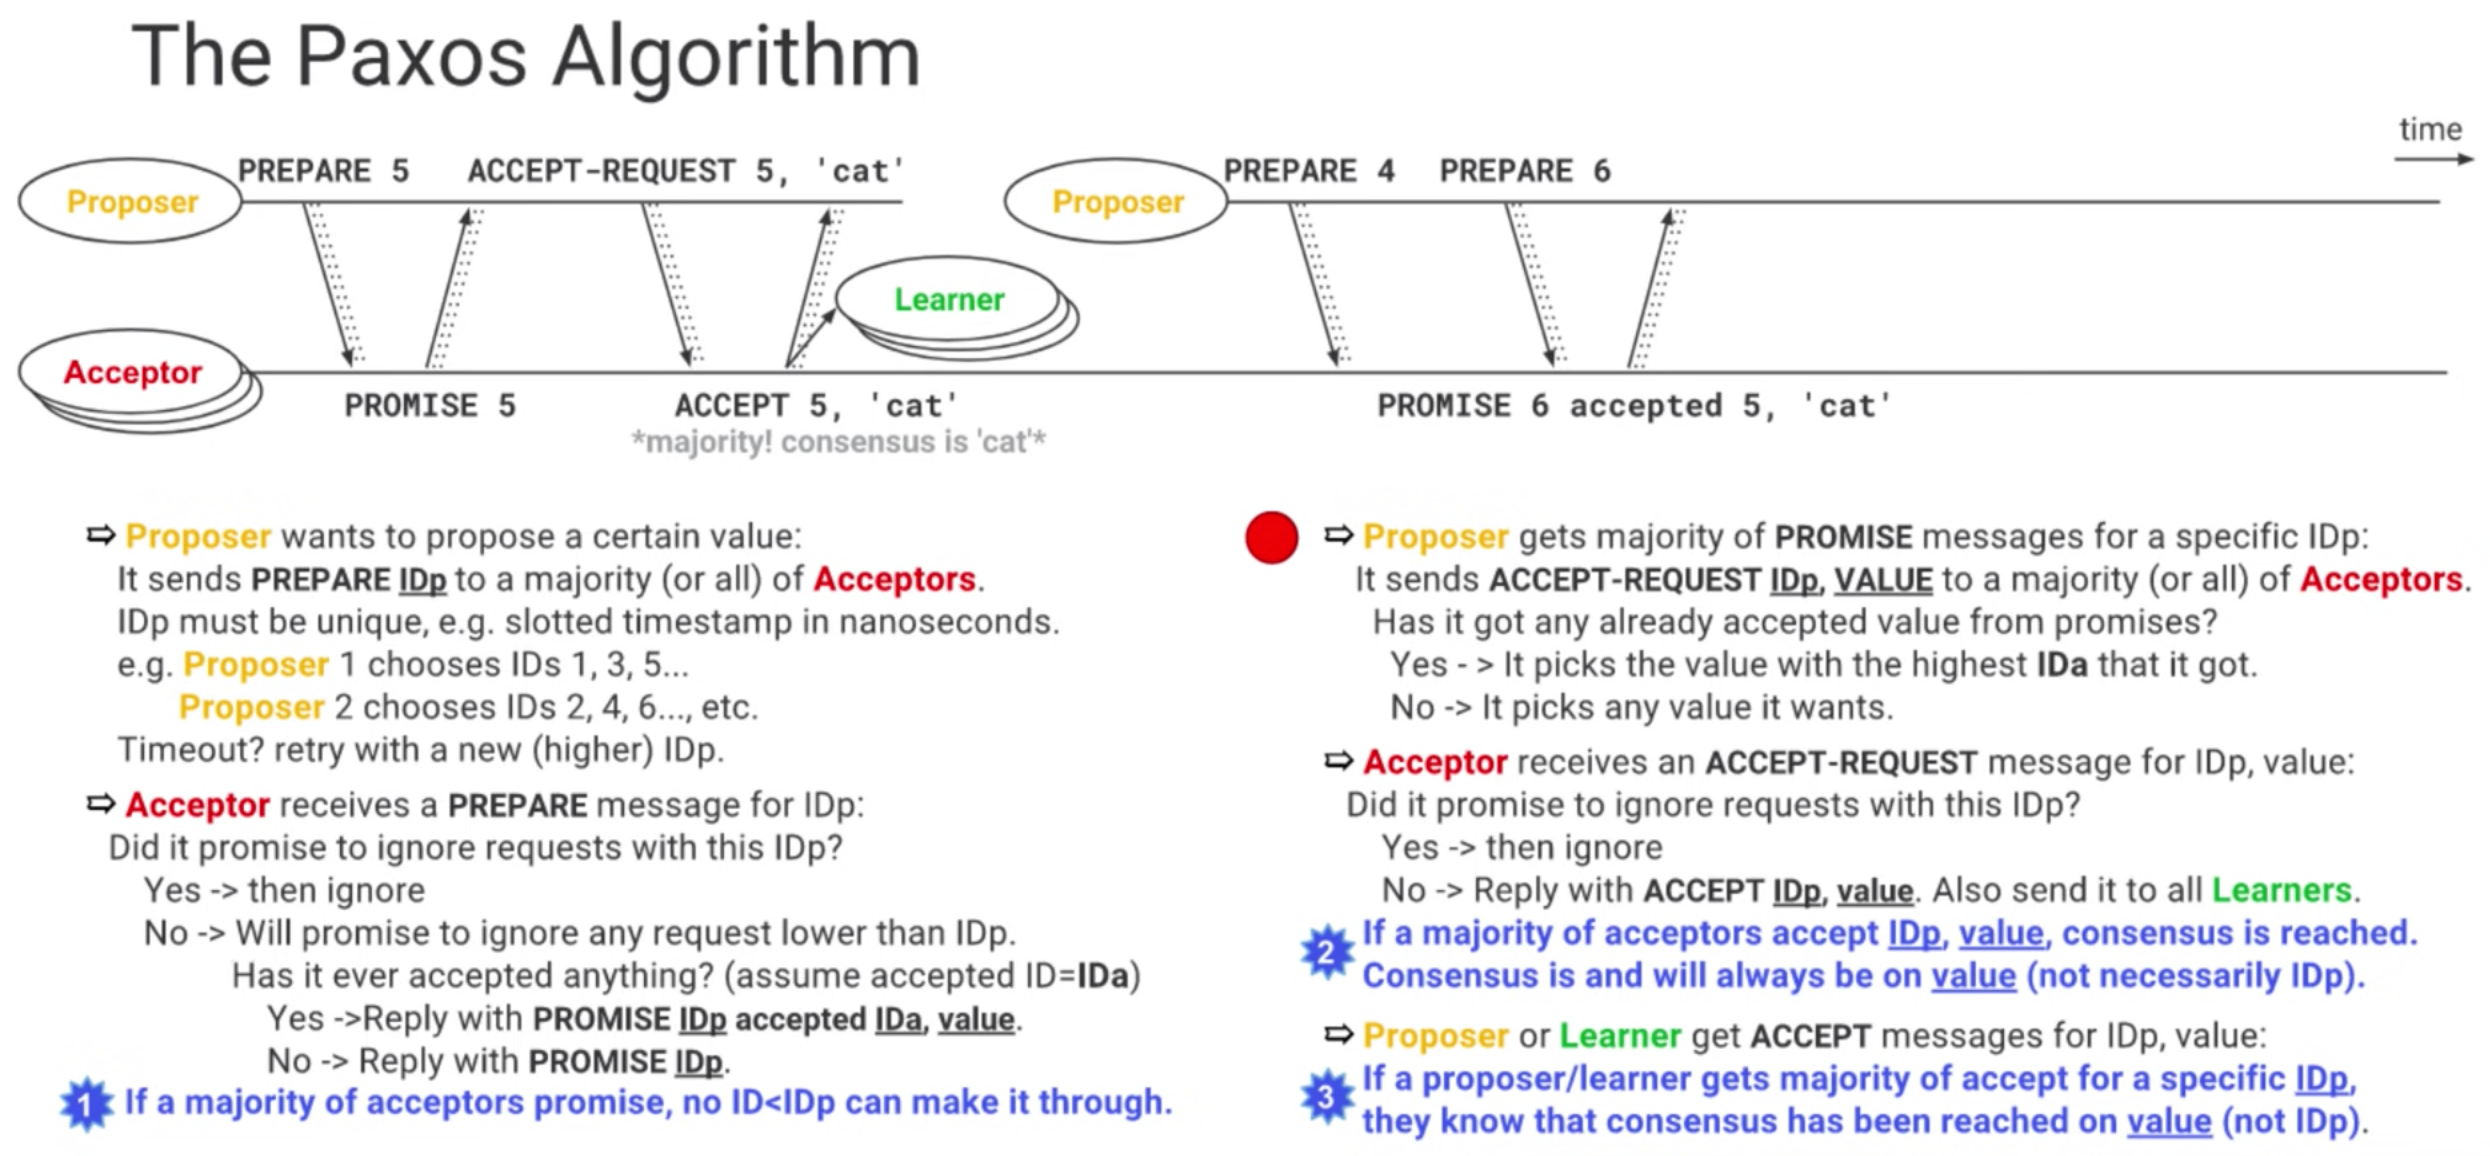 The Paxos Algorithm
time
PREPARE 5 ACCEPT-REQUEST 5, 'cat' PREPARE 4 PREPARE 6
Proposer Proposer
Learner
Acceptor
PROMISE 5 ACCEPT 5, 'cat' PROMISE 6 accepted 5, 'cat'
*majority! consensus is 'cat'*
⇨ Proposer wants to propose a certain value:
It sends PREPARE IDp to a majority (or all) of Acceptors.
IDp must be unique, e.g. slotted timestamp in nanoseconds.
e.g. Proposer 1 chooses IDs 1, 3, 5...
Proposer 2 chooses IDs 2, 4, 6..., etc.
Timeout? retry with a new (higher) IDp.
⇨ Acceptor receives a PREPARE message for IDp:
Did it promise to ignore requests with this IDp?
Yes -> then ignore
No -> Will promise to ignore any request lower than IDp.
Has it ever accepted anything? (assume accepted ID=IDa)
Yes ->Reply with PROMISE IDp accepted IDa, value.
No -> Reply with PROMISE IDp.
1 If a majority of acceptors promise, no ID<IDp can make it through.
⇨ Proposer gets majority of PROMISE messages for a specific IDp:
It sends ACCEPT-REQUEST IDp, VALUE to a majority (or all) of Acceptors.
Has it got any already accepted value from promises?
Yes - > It picks the value with the highest IDa that it got.
No -> It picks any value it wants.
⇨ Acceptor receives an ACCEPT-REQUEST message for IDp, value:
Did it promise to ignore requests with this IDp?
Yes -> then ignore
No -> Reply with ACCEPT IDp, value. Also send it to all Learners.
2 If a majority of acceptors accept IDp, value, consensus is reached.
Consensus is and will always be on value (not necessarily IDp).
⇨ Proposer or Learner get ACCEPT messages for IDp, value:
3 If a proposer/learner gets majority of accept for a specific IDp,
they know that consensus has been reached on value (not IDp).